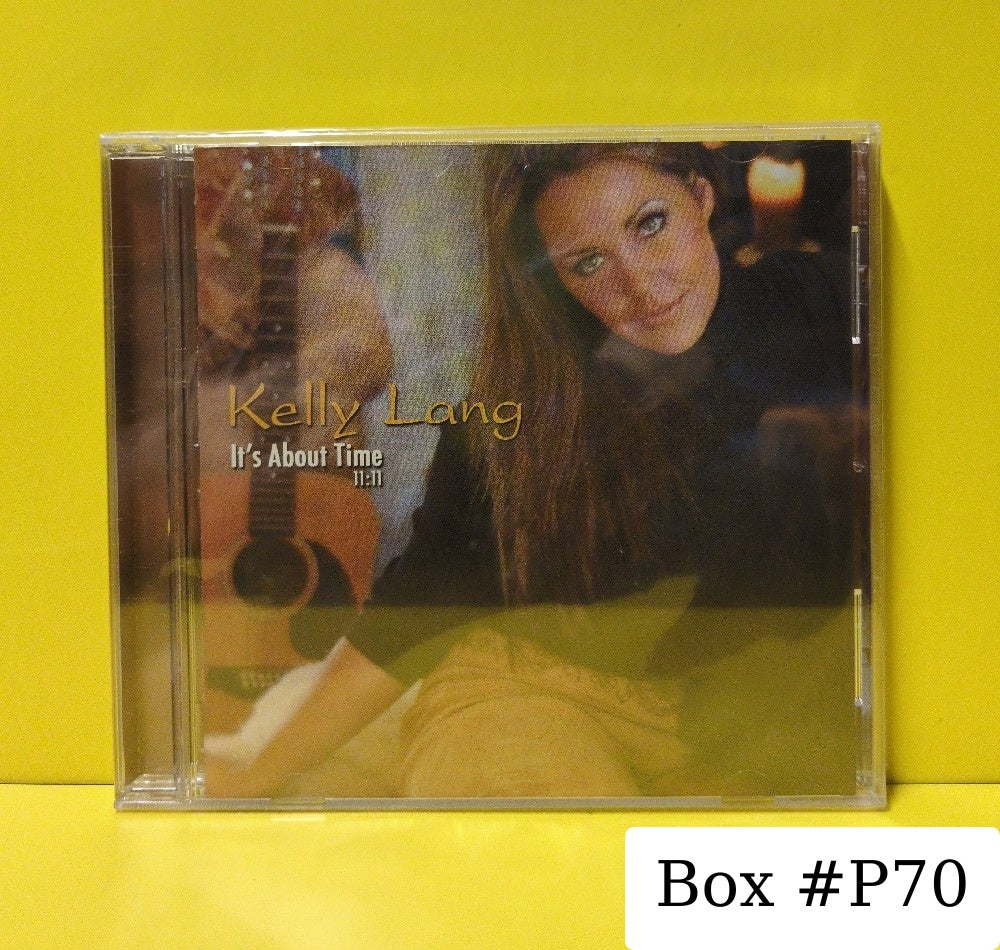 Kelly Lang
It's About Time
11:11
Box #P70